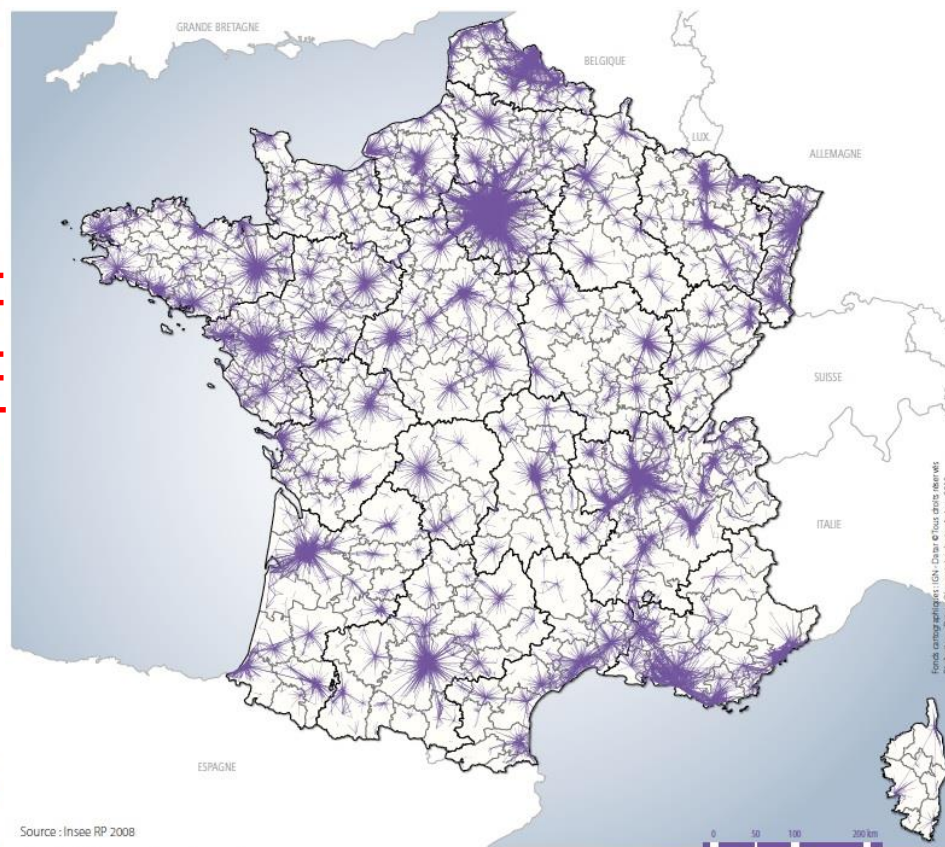 GRANDE BRETAGNE
BELGIQUE
LUX.
ALLEMAGNE
SUISSE
ITALIE
Fonds cartographiques : IGN - Datar © Tous droits réservés
ESPAGNE
Source : Insee RP 2008
0 50 100 200 km